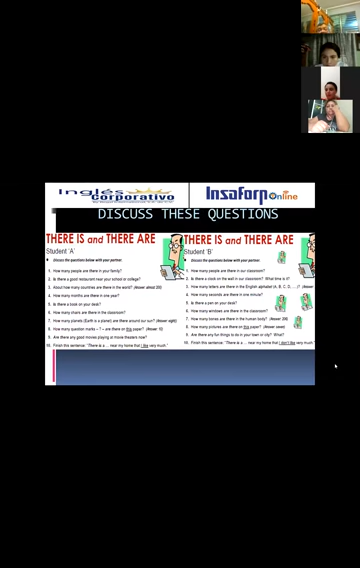 Inglés
Corporativo
Insaforp
Online
DISCUSS THESE QUESTIONS
THERE IS and THERE ARE
Student 'A'
Discuss the questions below with your partner.
1. How many people are there in your family?
2. Is there a good restaurant near your school or college?
3. About how many countries are there in the world? (Answer: about 200)
4. How many months are there in one year?
5. Is there a book on your desk?
6. How many chairs are there in the classroom?
7. How many planets (Earth is a planet) are there around our sun? (Answer: eight)
8. How many question marks – ? – are there on this paper? (Answer: 10)
9. Are there any good movies playing at movie theaters now?
10. Finish this sentence: "There is a ... near my home that I like very much."
THERE IS and THERE ARE
Student 'B'
Discuss the questions below with your partner.
1. How many people are there in our classroom?
2. Is there a clock on the wall in our classroom? What time is it?
3. How many letters are there in the English alphabet (A, B, C, D, ...)?
4. How many seconds are there in one minute?
5. Is there a pen on your desk?
6. How many windows are there in the classroom?
7. How many bones are there in the human body? (Answer: 206)
8. How many pictures are there on this paper? (Answer: seven)
9. Are there any fun things to do in your town or city? What?
10. Finish this sentence: "There is a ... near my home that I don't like very much."